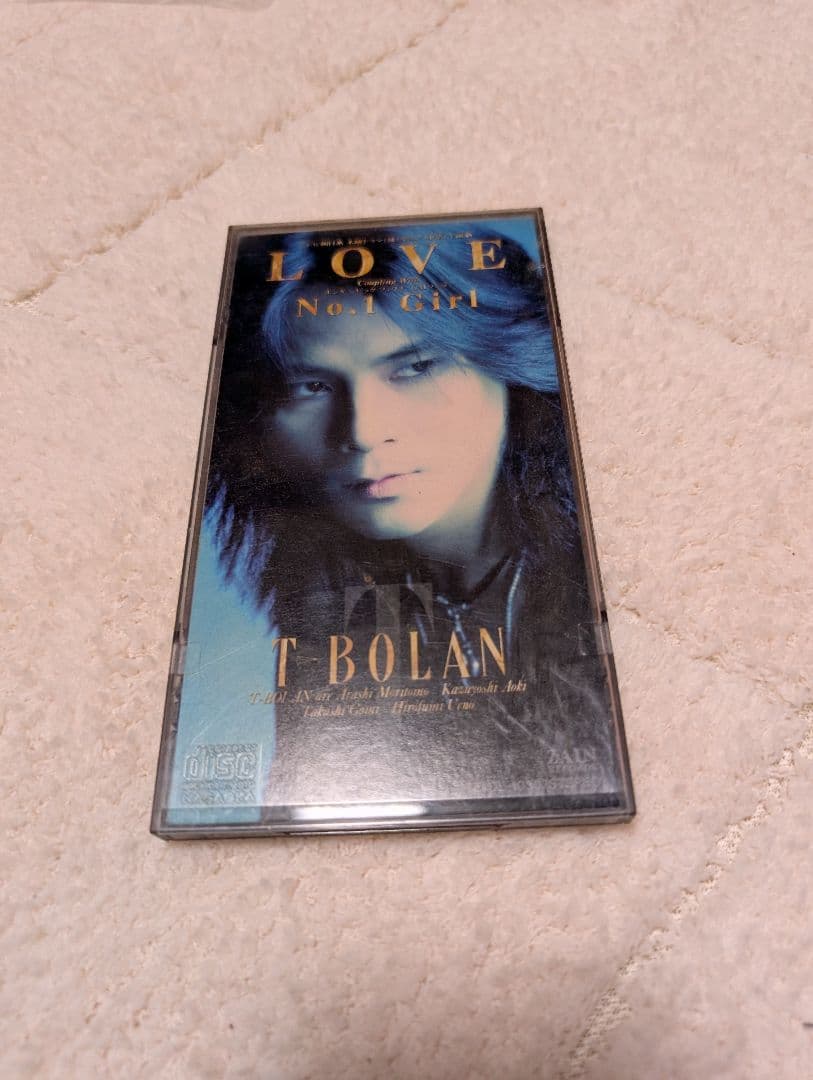 LOVE
Coupling With
No.1 Girl
T
T-BOLAN
T-BOLAN are Arashi Moritomo Kazuyoshi Aoki
Takashi Gomi Hirofumi Ueno
COMPACT
disc
ZAIN